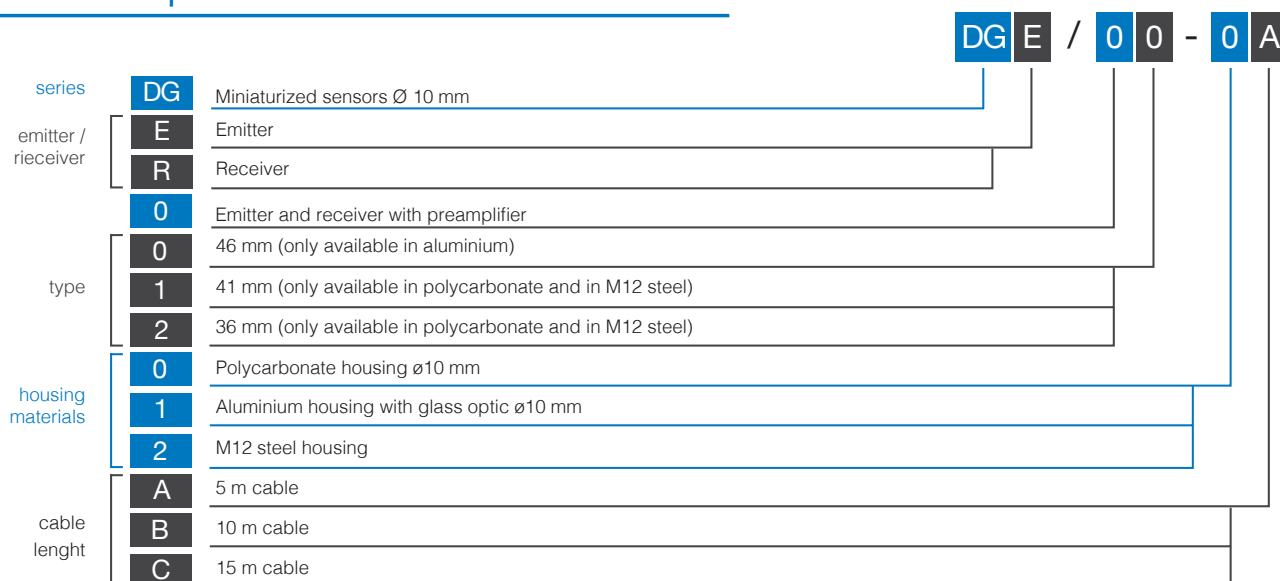 DG E / 0 0 - 0 A
series DG Miniaturized sensors Ø 10 mm
emitter / rieceiver
E Emitter
R Receiver
0 Emitter and receiver with preamplifier
type
0 46 mm (only available in aluminium)
1 41 mm (only available in polycarbonate and in M12 steel)
2 36 mm (only available in polycarbonate and in M12 steel)
housing materials
0 Polycarbonate housing ø10 mm
1 Aluminium housing with glass optic ø10 mm
2 M12 steel housing
cable lenght
A 5 m cable
B 10 m cable
C 15 m cable